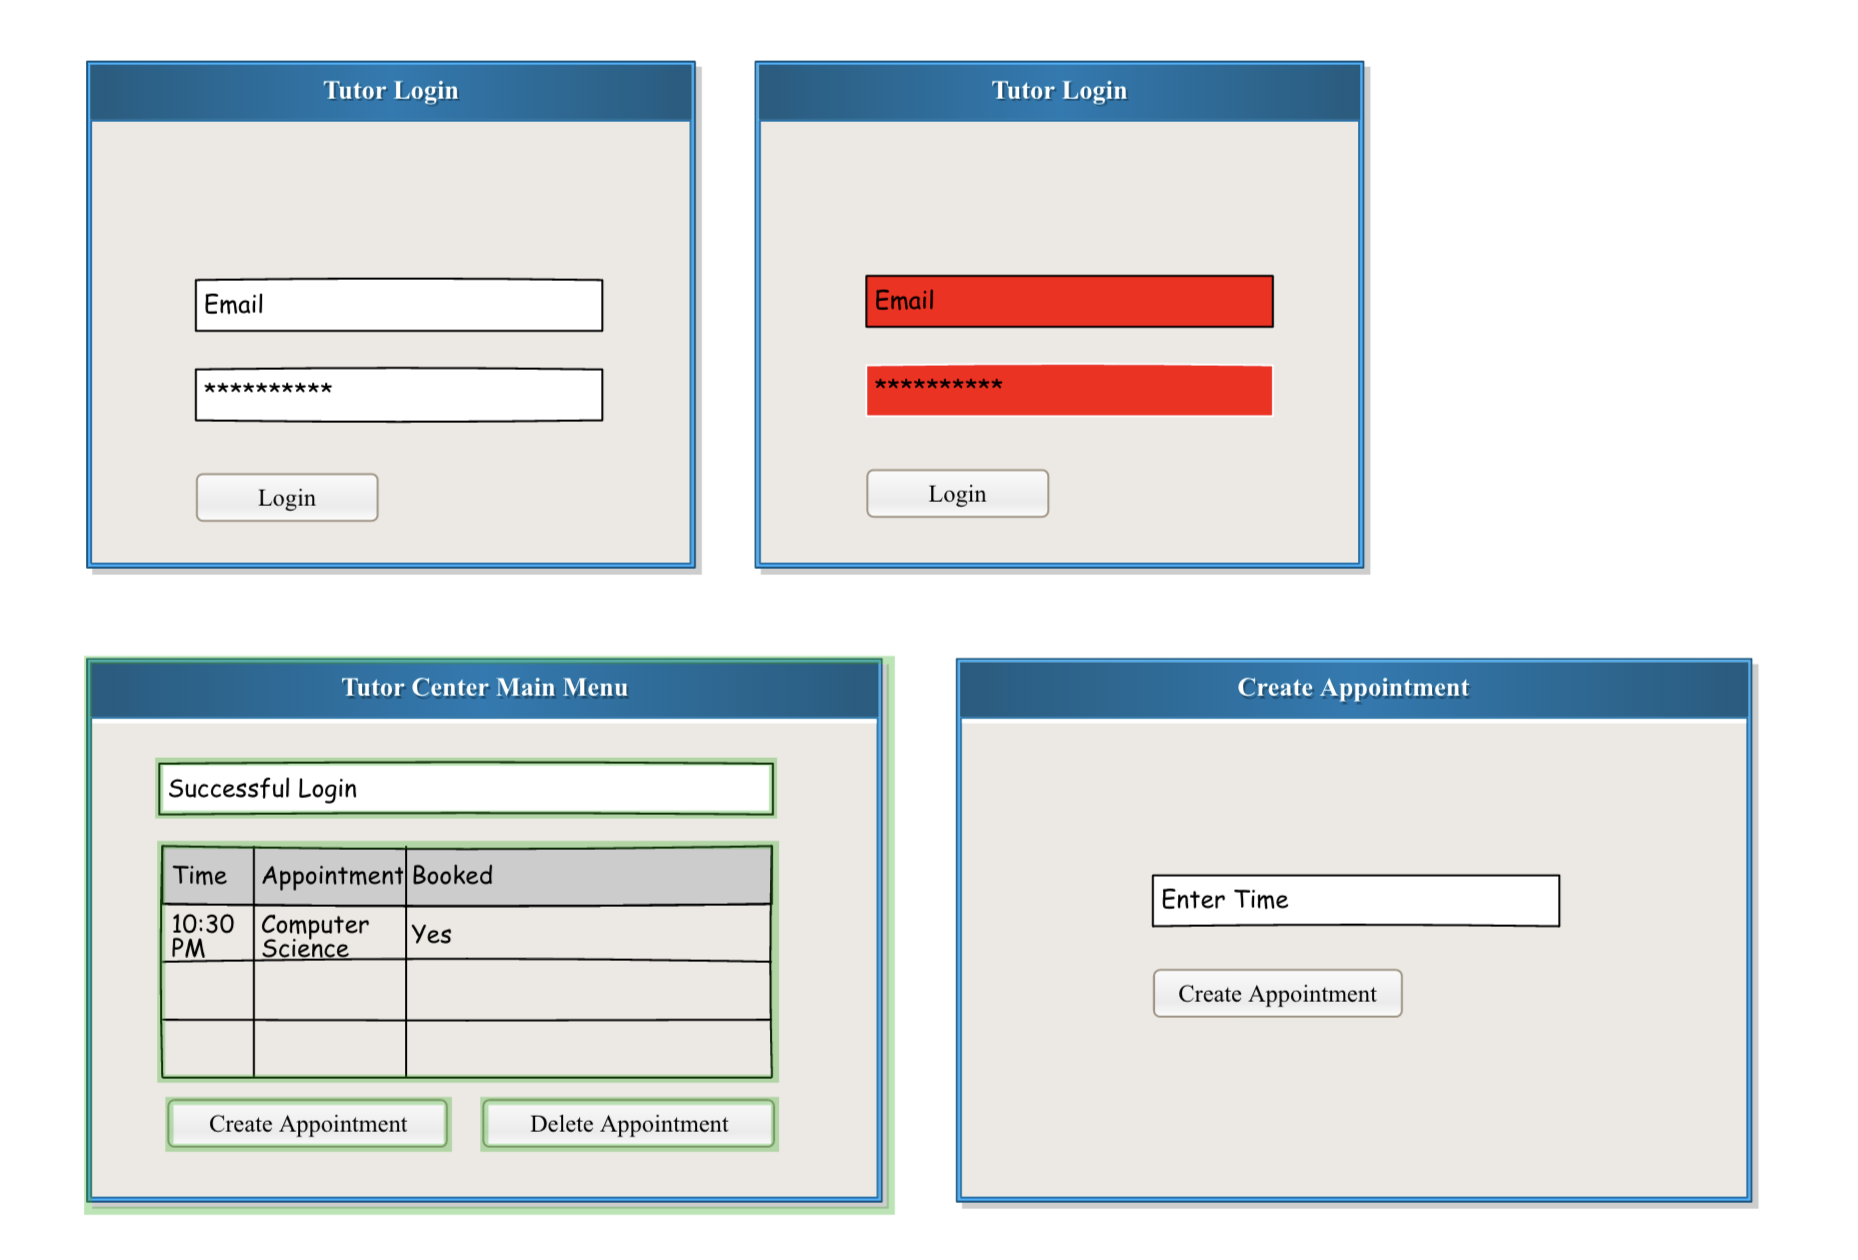 Tutor Login
Email
**********
Login
Tutor Login
Email
**********
Login
Tutor Center Main Menu
Successful Login
Time Appointment Booked
10:30 PM Computer Science Yes
Create Appointment Delete Appointment
Create Appointment
Enter Time
Create Appointment